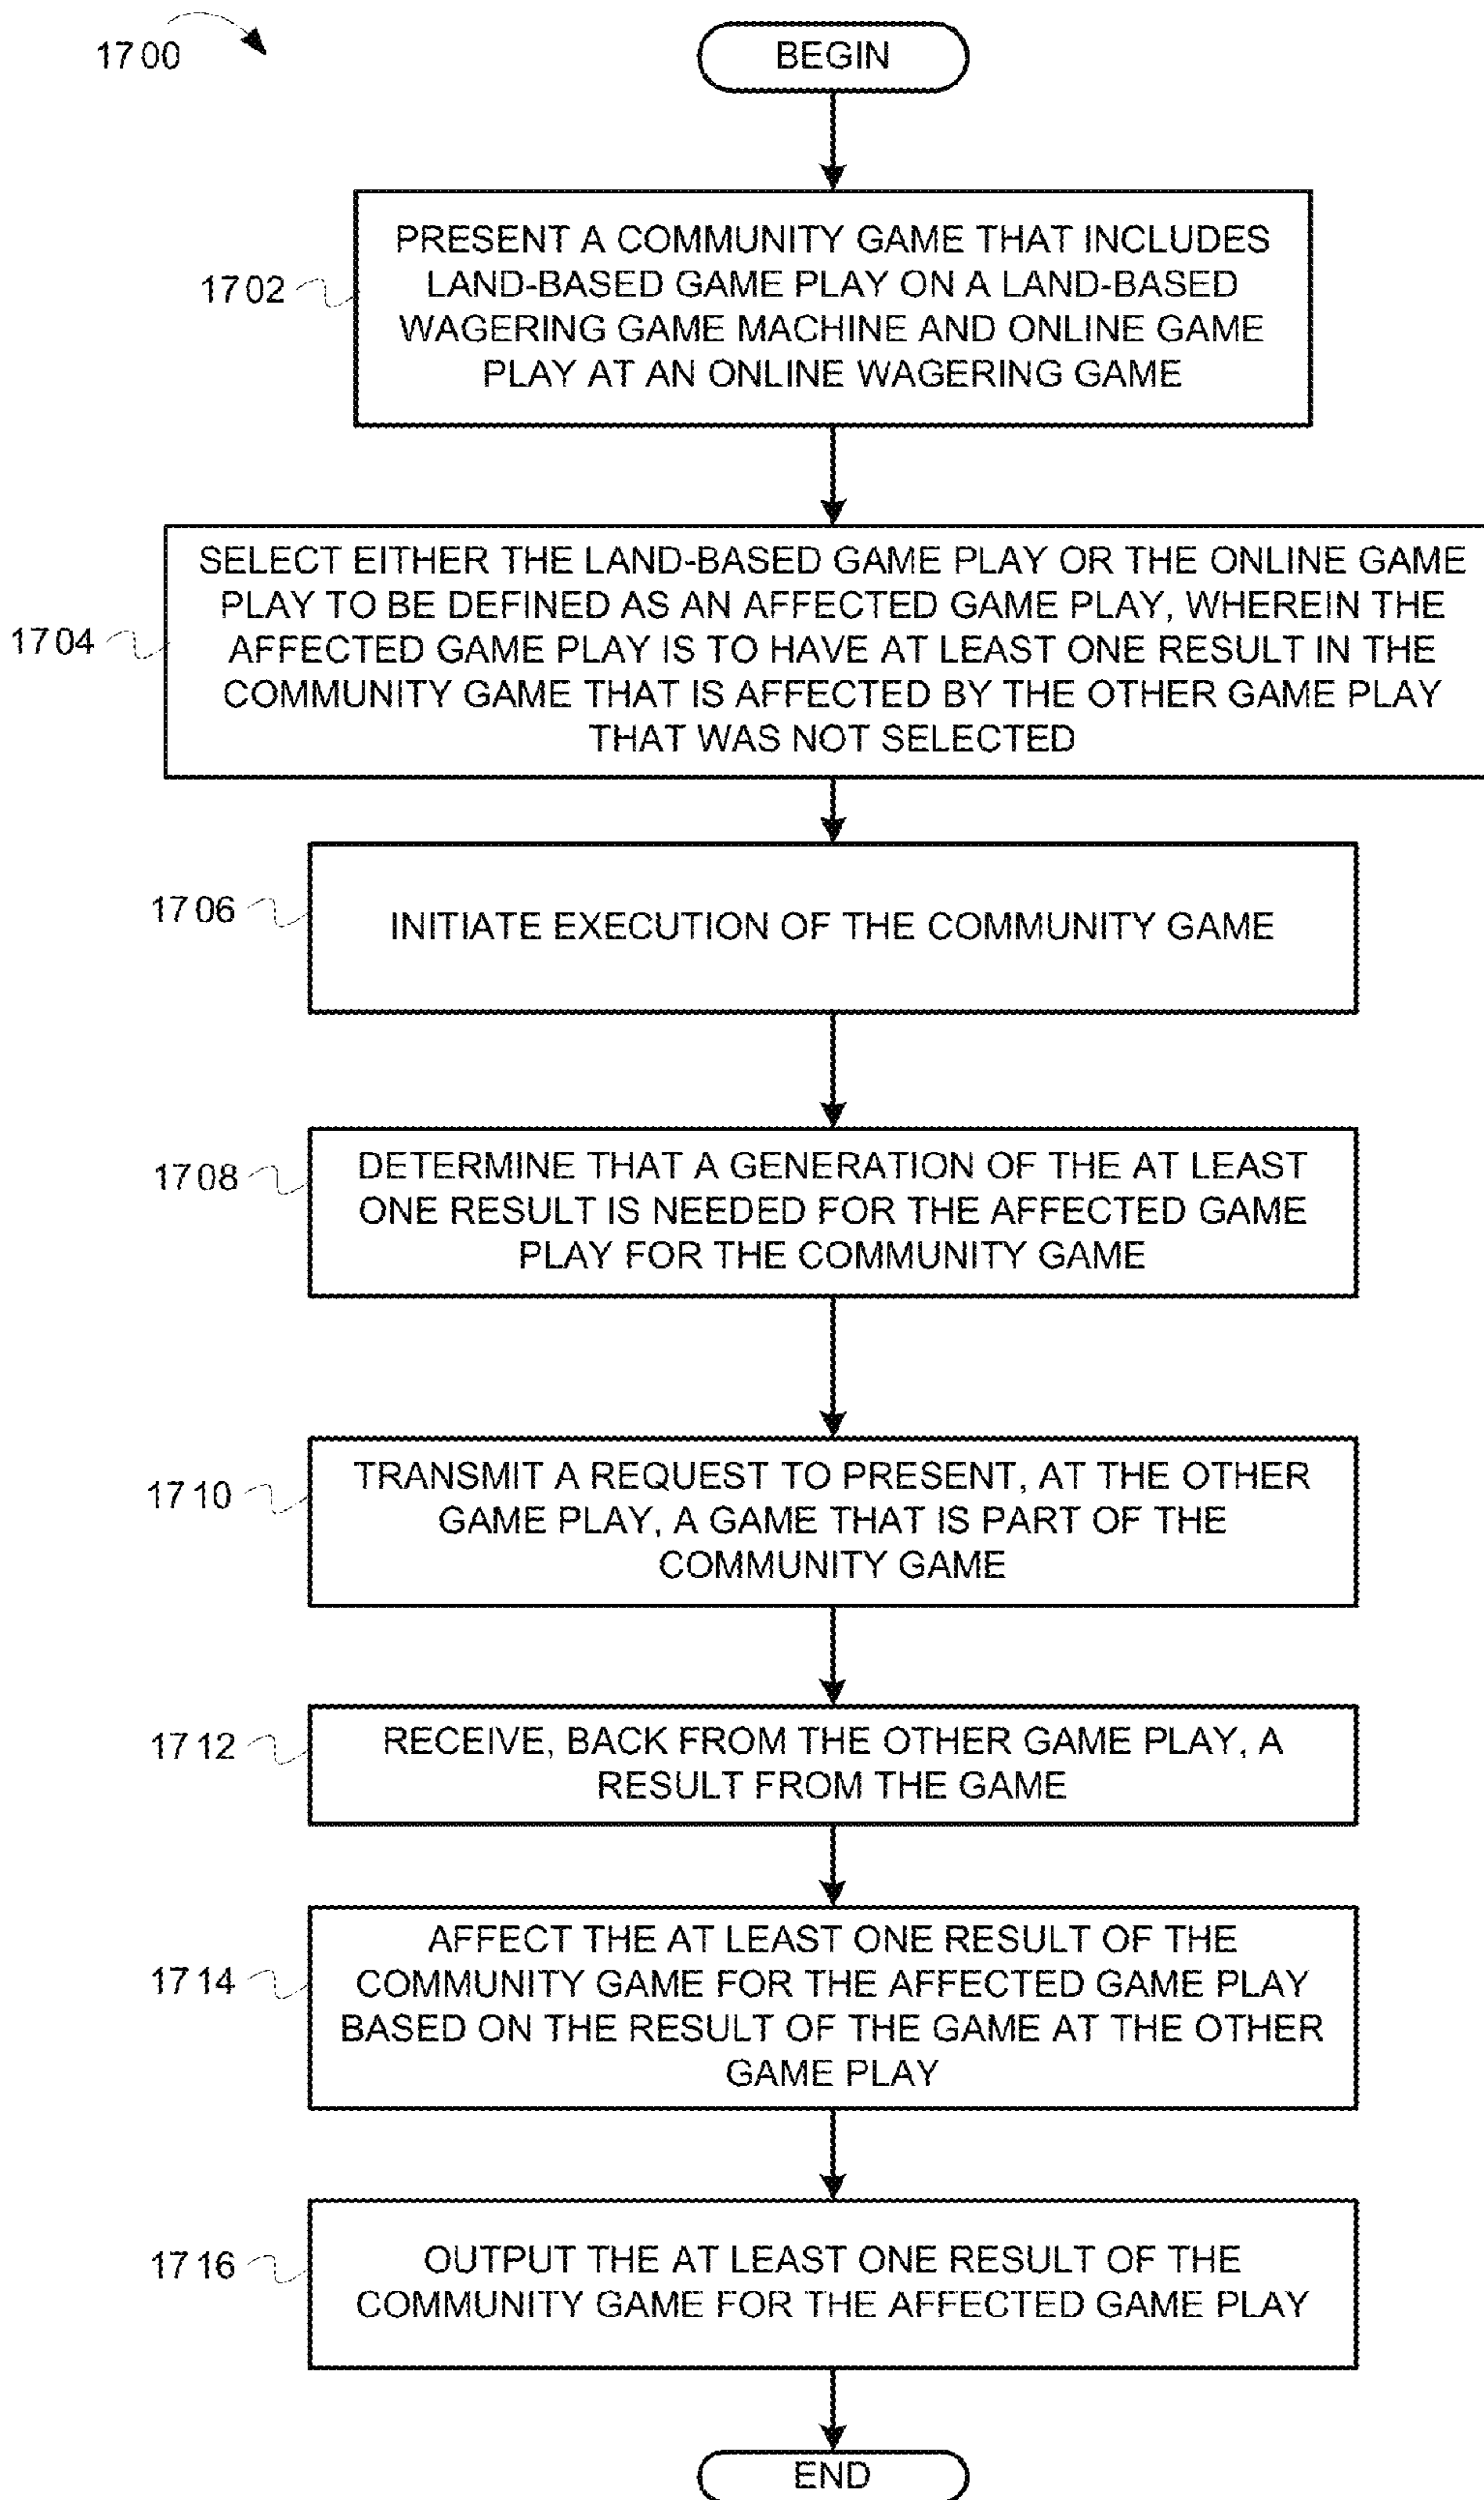 1700
BEGIN
1702
PRESENT A COMMUNITY GAME THAT INCLUDES
LAND-BASED GAME PLAY ON A LAND-BASED
WAGERING GAME MACHINE AND ONLINE GAME
PLAY AT AN ONLINE WAGERING GAME
1704
SELECT EITHER THE LAND-BASED GAME PLAY OR THE ONLINE GAME
PLAY TO BE DEFINED AS AN AFFECTED GAME PLAY, WHEREIN THE
AFFECTED GAME PLAY IS TO HAVE AT LEAST ONE RESULT IN THE
COMMUNITY GAME THAT IS AFFECTED BY THE OTHER GAME PLAY
THAT WAS NOT SELECTED
1706
INITIATE EXECUTION OF THE COMMUNITY GAME
1708
DETERMINE THAT A GENERATION OF THE AT LEAST
ONE RESULT IS NEEDED FOR THE AFFECTED GAME
PLAY FOR THE COMMUNITY GAME
1710
TRANSMIT A REQUEST TO PRESENT, AT THE OTHER
GAME PLAY, A GAME THAT IS PART OF THE
COMMUNITY GAME
1712
RECEIVE, BACK FROM THE OTHER GAME PLAY, A
RESULT FROM THE GAME
1714
AFFECT THE AT LEAST ONE RESULT OF THE
COMMUNITY GAME FOR THE AFFECTED GAME PLAY
BASED ON THE RESULT OF THE GAME AT THE OTHER
GAME PLAY
1716
OUTPUT THE AT LEAST ONE RESULT OF THE
COMMUNITY GAME FOR THE AFFECTED GAME PLAY
END